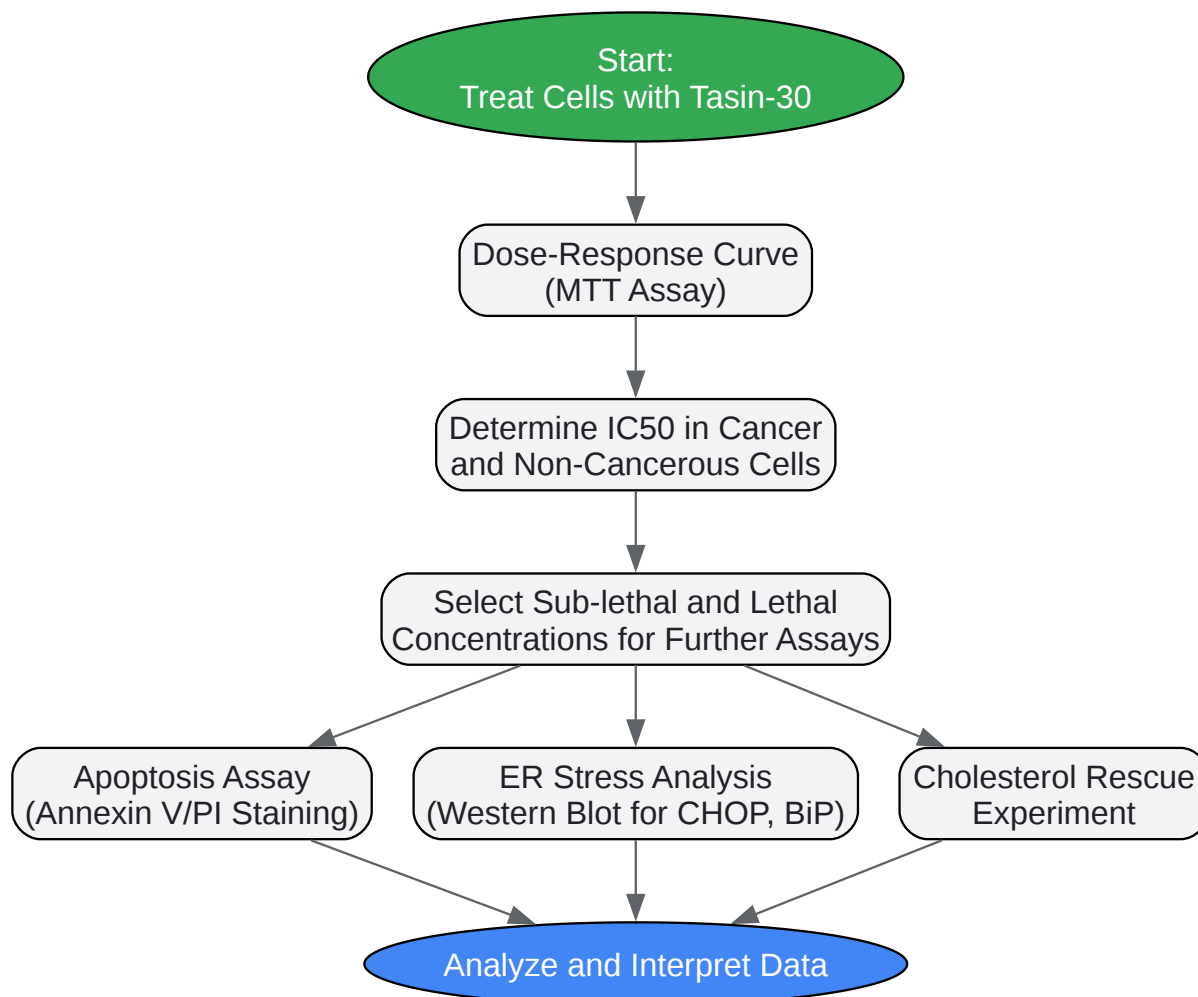 Start:
Treat Cells with Tasin-30
Dose-Response Curve
(MTT Assay)
Determine IC50 in Cancer
and Non-Cancerous Cells
Select Sub-lethal and Lethal
Concentrations for Further Assays
Apoptosis Assay
(Annexin V/PI Staining)
ER Stress Analysis
(Western Blot for CHOP, BiP)
Cholesterol Rescue
Experiment
Analyze and Interpret Data